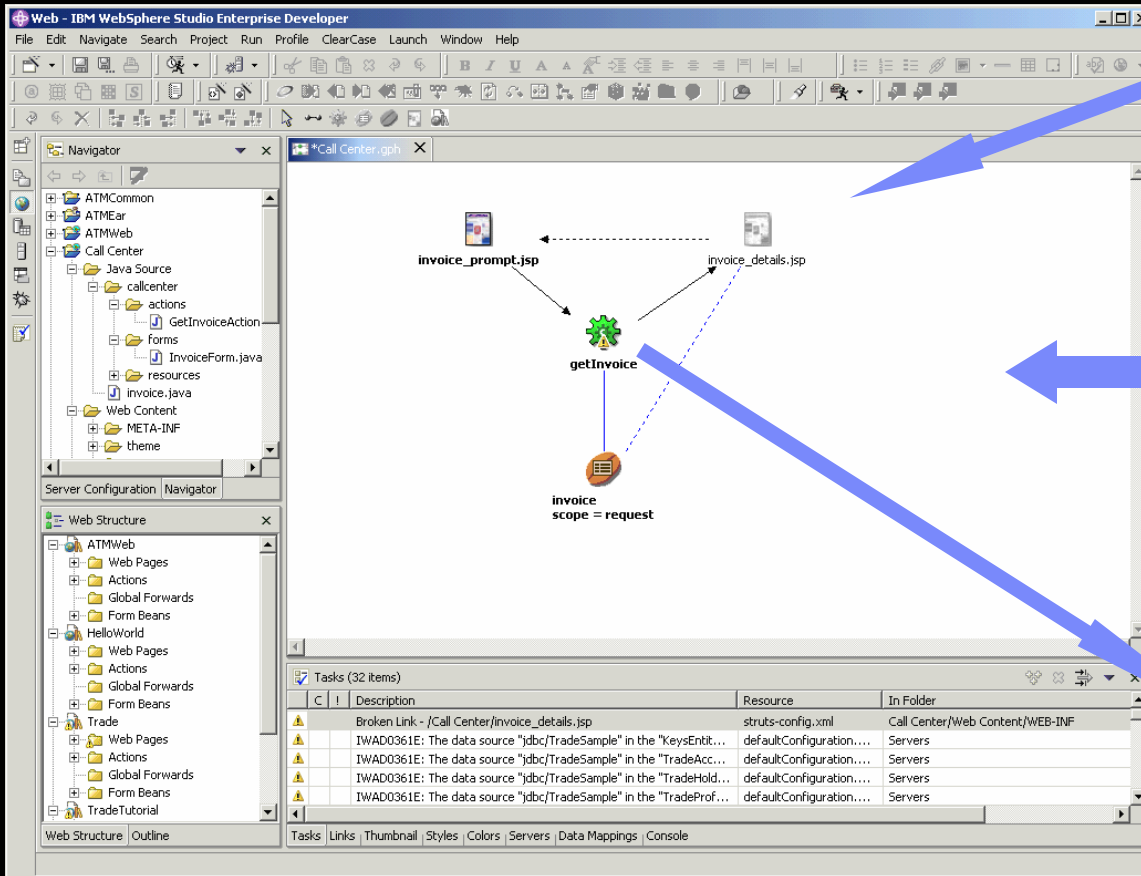 Web - IBM WebSphere Studio Enterprise Developer
File Edit Navigate Search Project Run Profile ClearCase Launch Window Help
Navigator
*Call Center.gph
ATMCommon
ATMEar
ATMWeb
Call Center
Java Source
callcenter
actions
GetInvoiceAction
forms
InvoiceForm.java
resources
invoice.java
Web Content
META-INF
theme
Server Configuration Navigator
invoice_prompt.jsp
invoice_details.jsp
getInvoice
invoice
scope = request
Web Structure
ATMWeb
Web Pages
Actions
Global Forwards
Form Beans
HelloWorld
Web Pages
Actions
Global Forwards
Form Beans
Trade
Web Pages
Actions
Global Forwards
Form Beans
TradeTutorial
Web Structure Outline
Tasks (32 items)
C ! Description Resource In Folder
Broken Link - /Call Center/invoice_details.jsp struts-config.xml Call Center/Web Content/WEB-INF
IWAD0361E: The data source "jdbc/TradeSample" in the "KeysEntit... defaultConfiguration.... Servers
IWAD0361E: The data source "jdbc/TradeSample" in the "TradeAcc... defaultConfiguration.... Servers
IWAD0361E: The data source "jdbc/TradeSample" in the "TradeHold... defaultConfiguration.... Servers
IWAD0361E: The data source "jdbc/TradeSample" in the "TradeProf... defaultConfiguration.... Servers
Tasks Links Thumbnail Styles Colors Servers Data Mappings Console